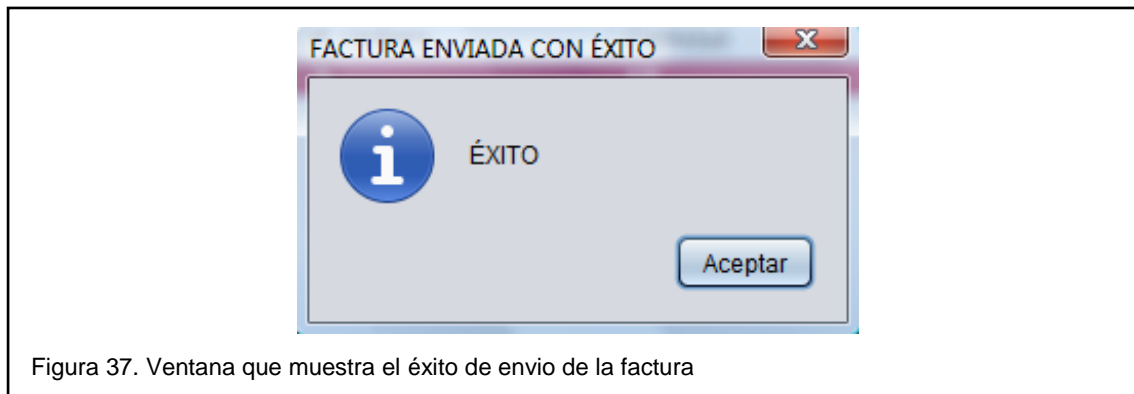 FACTURA ENVIADA CON ÉXITO
ÉXITO
Aceptar
Figura 37. Ventana que muestra el éxito de envio de la factura